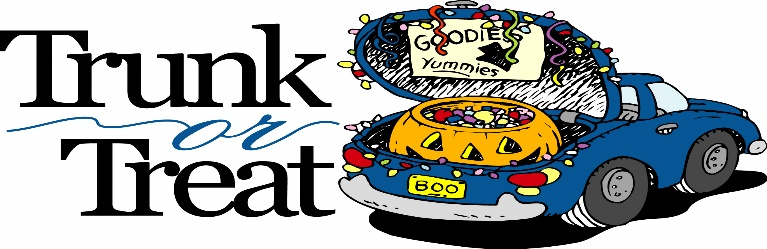 Trunk
or
Treat
GOODIES
Yummies
BOO